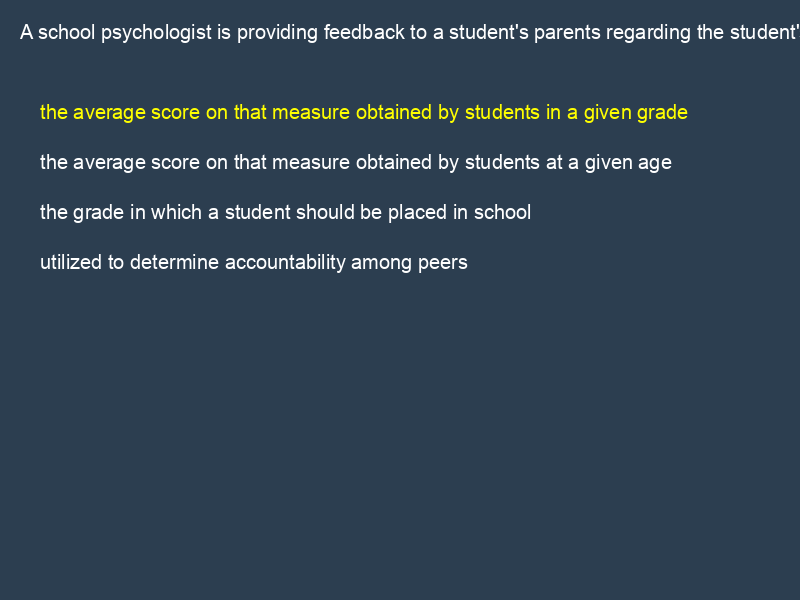 A school psychologist is providing feedback to a student's parents regarding the student'
the average score on that measure obtained by students in a given grade
the average score on that measure obtained by students at a given age
the grade in which a student should be placed in school
utilized to determine accountability among peers